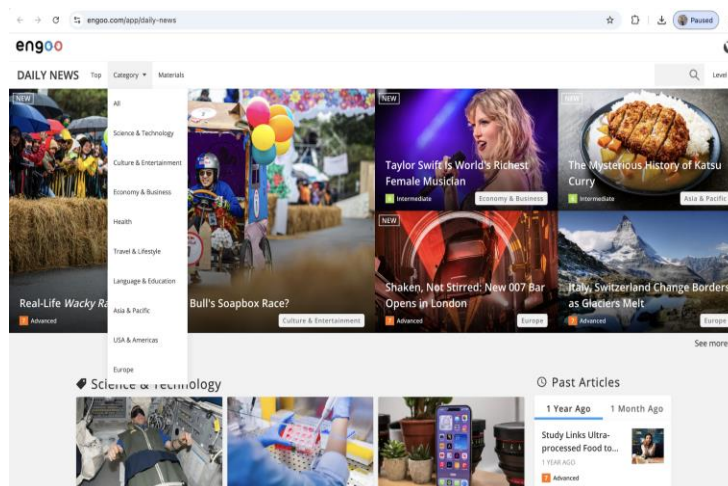 engoo.com/app/daily-news
Paused
engoo
DAILY NEWS Top Category Materials
Level
All
Science & Technology
Culture & Entertainment
Economy & Business
Health
Travel & Lifestyle
Language & Education
Asia & Pacific
USA & Americas
Europe
NEW
Real-Life Wacky Ra
Bull's Soapbox Race?
7 Advanced
Culture & Entertainment
NEW
Taylor Swift Is World's Richest
Female Musician
Intermediate
Economy & Business
NEW
The Mysterious History of Katsu
Curry
Intermediate
Asia & Pacific
NEW
Shaken, Not Stirred: New 007 Bar
Opens in London
7 Advanced
Europe
Italy, Switzerland Change Borders
as Glaciers Melt
7 Advanced
Europe
See more
Science & Technology
Past Articles
1 Year Ago 1 Month Ago
Study Links Ultra-
processed Food to...
1 YEAR AGO
7 Advanced